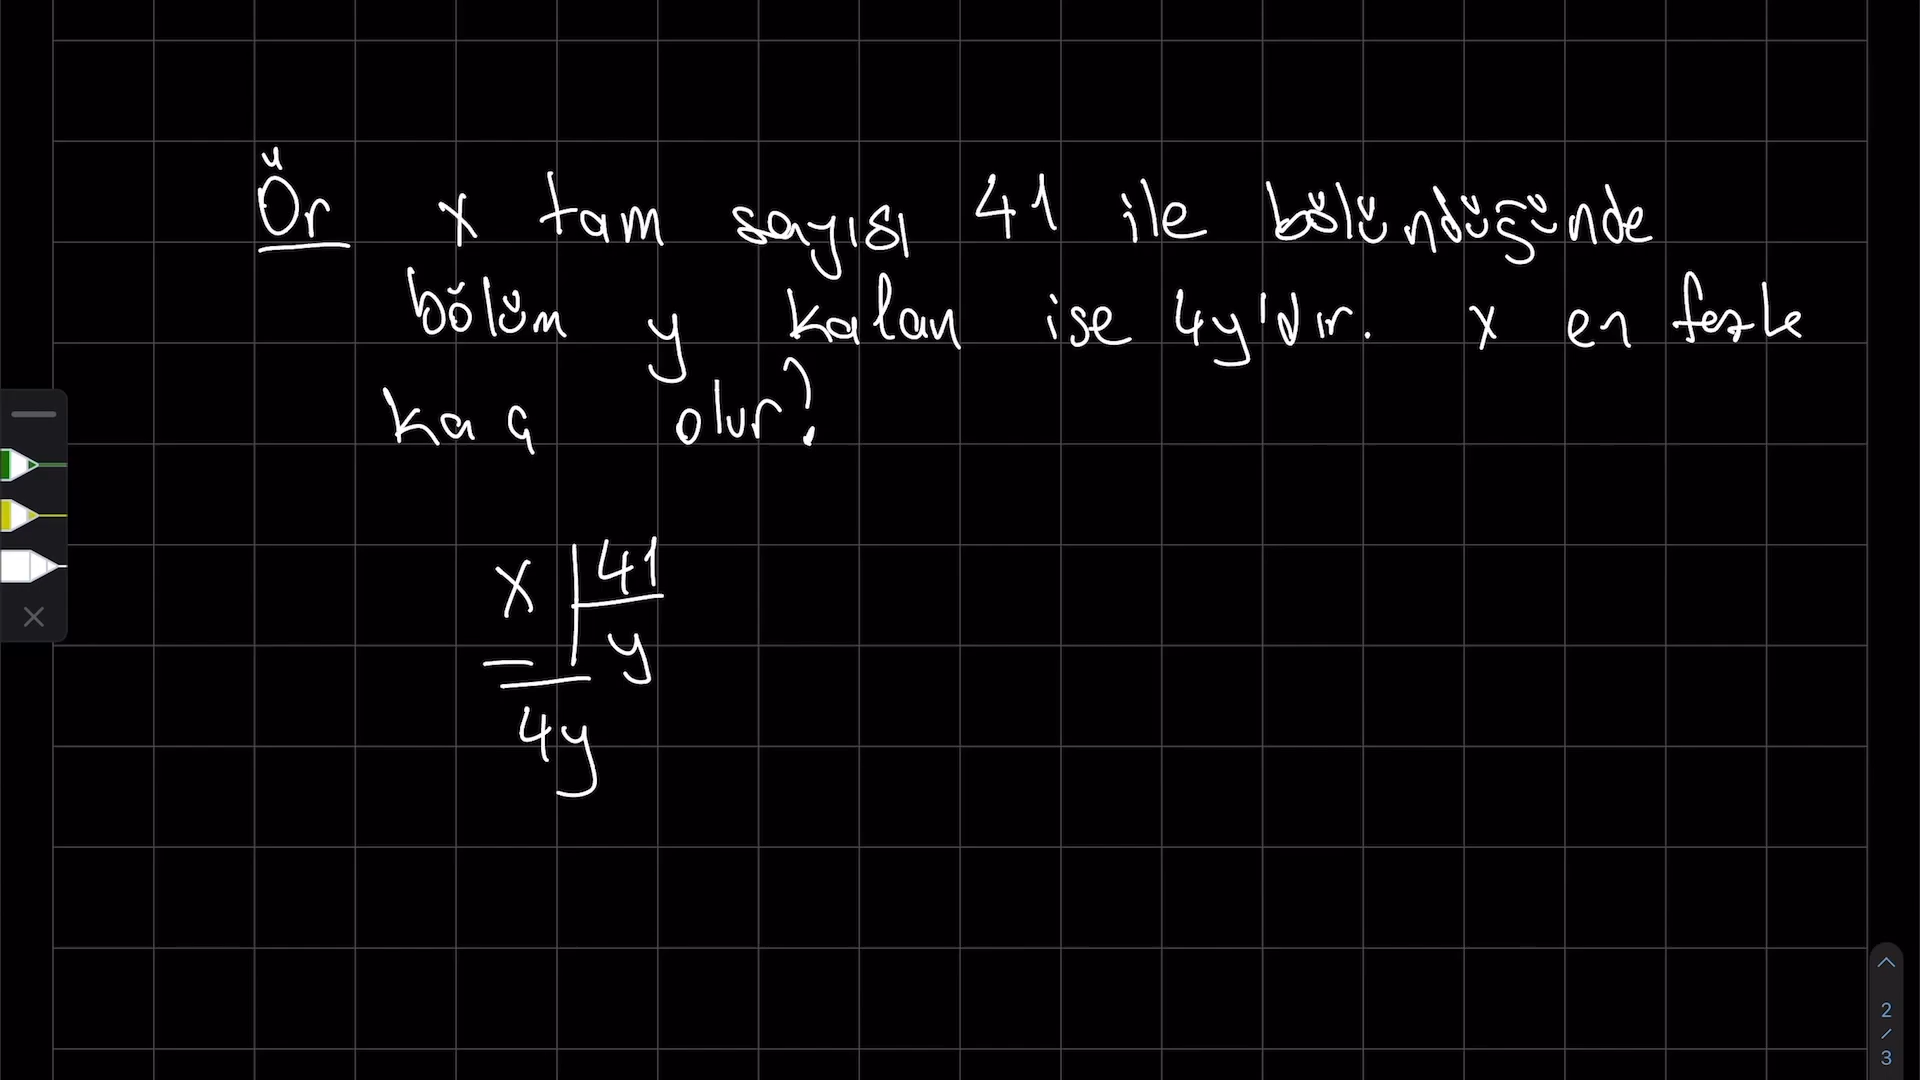 Ör x tam sayısı 41 ile bölündüğünde
bölüm y kalan ise 4y'dir. x en fazla
kaç olur?
x | 41
y
4y
2
/
3